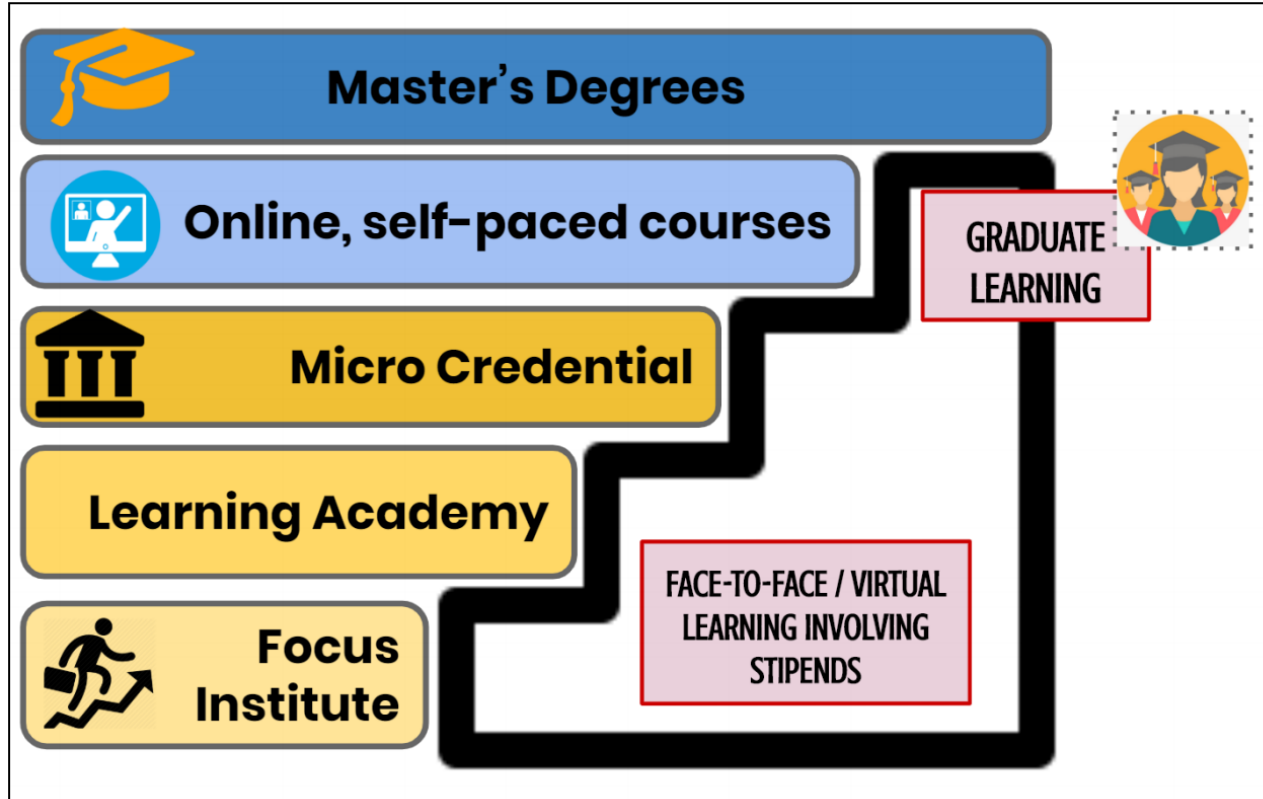 Master's Degrees
Online, self-paced courses
GRADUATE
LEARNING
Micro Credential
Learning Academy
FACE-TO-FACE / VIRTUAL
LEARNING INVOLVING
STIPENDS
Focus
Institute